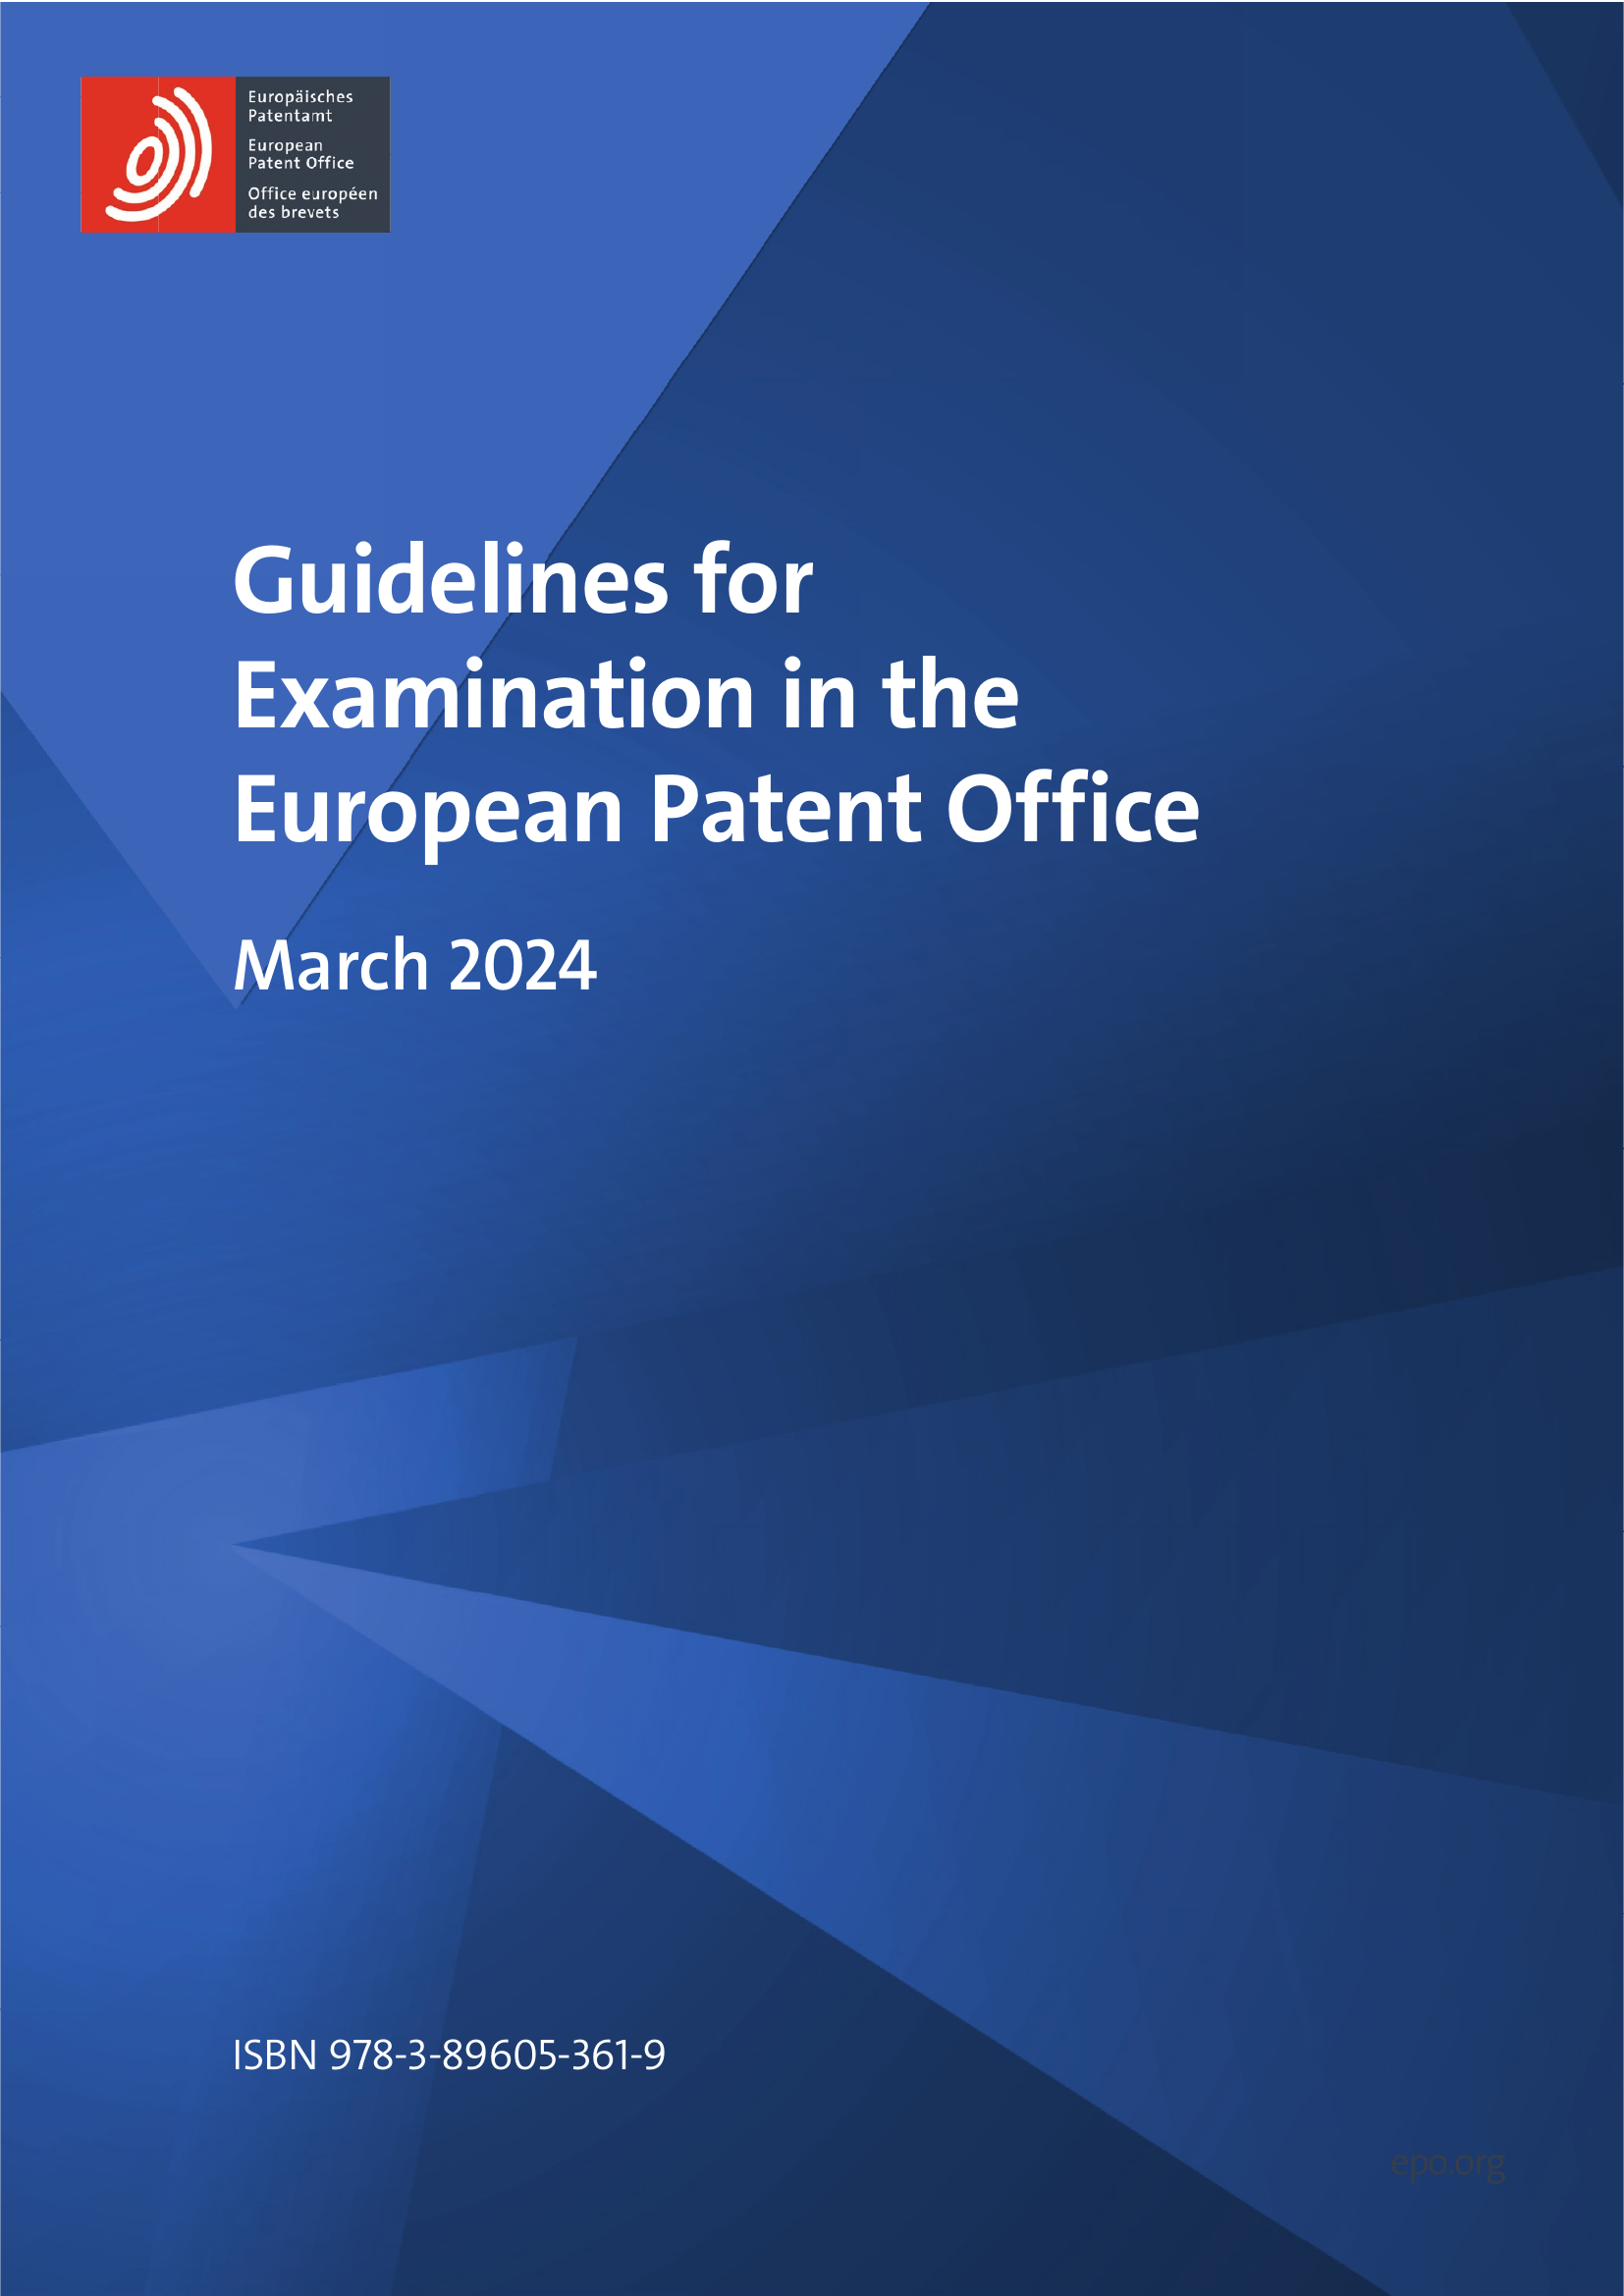 Europäisches
Patentamt
European
Patent Office
Office européen
des brevets
Guidelines for
Examination in the
European Patent Office
March 2024
ISBN 978-3-89605-361-9
epo.org